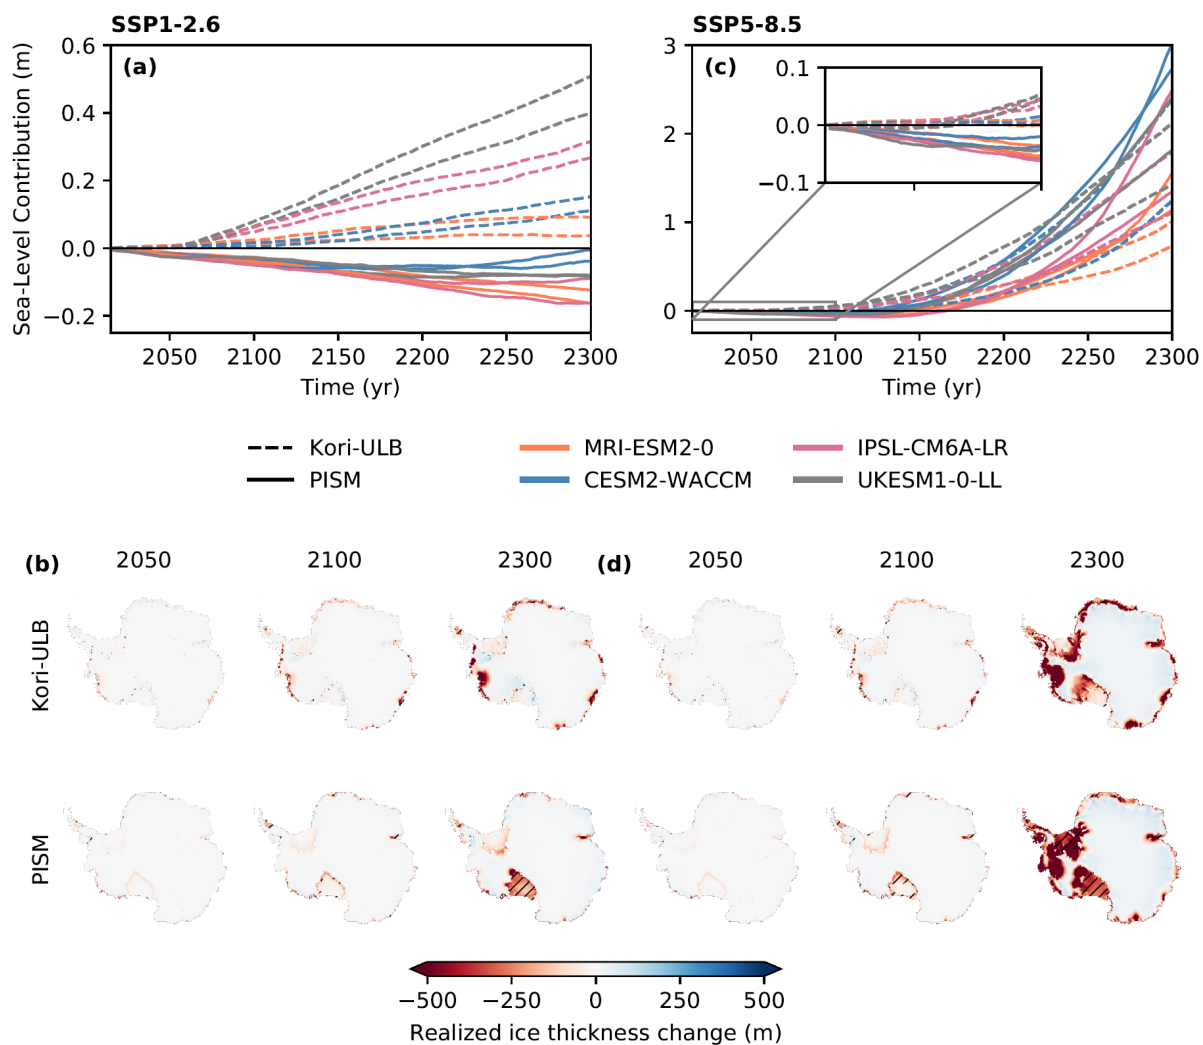 SSP1-2.6
SSP5-8.5
Sea-Level Contribution (m)
0.6
0.4
0.2
0.0
−0.2
(a)
2050 2100 2150 2200 2250 2300
Time (yr)
3
2
1
0
(c)
0.1
0.0
−0.1
2050 2100 2150 2200 2250 2300
Time (yr)
Kori-ULB MRI-ESM2-0 IPSL-CM6A-LR
PISM CESM2-WACCM UKESM1-0-LL
(b) 2050 2100 2300 (d) 2050 2100 2300
Kori-ULB
PISM
−500 −250 0 250 500
Realized ice thickness change (m)